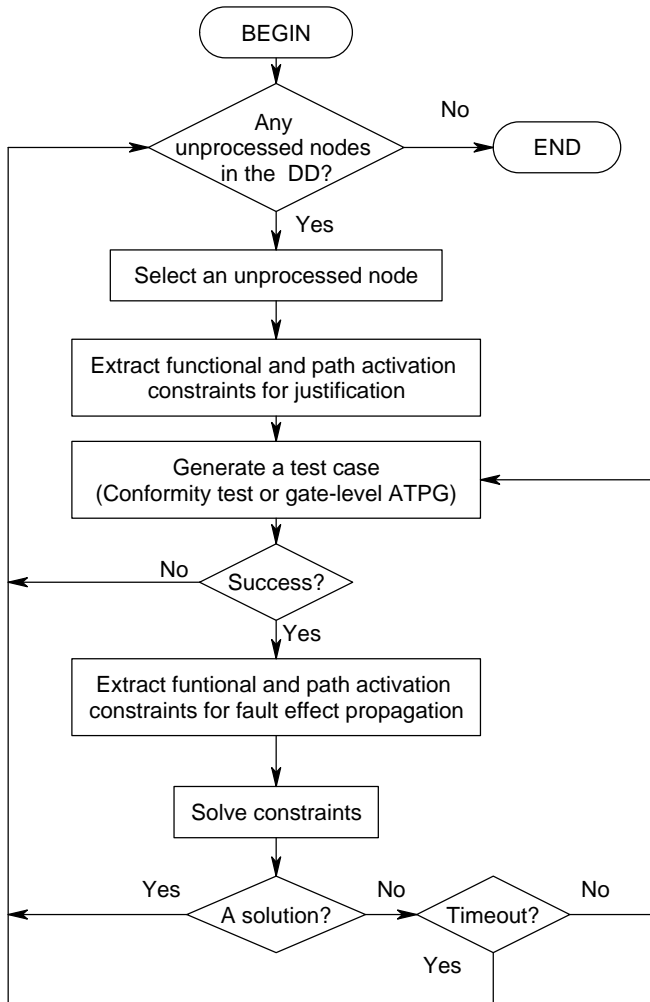 BEGIN
Any
unprocessed nodes
in the DD?
No
END
Yes
Select an unprocessed node
Extract functional and path activation
constraints for justification
Generate a test case
(Conformity test or gate-level ATPG)
No
Success?
Yes
Extract funtional and path activation
constraints for fault effect propagation
Solve constraints
Yes
A solution?
No
Timeout?
No
Yes